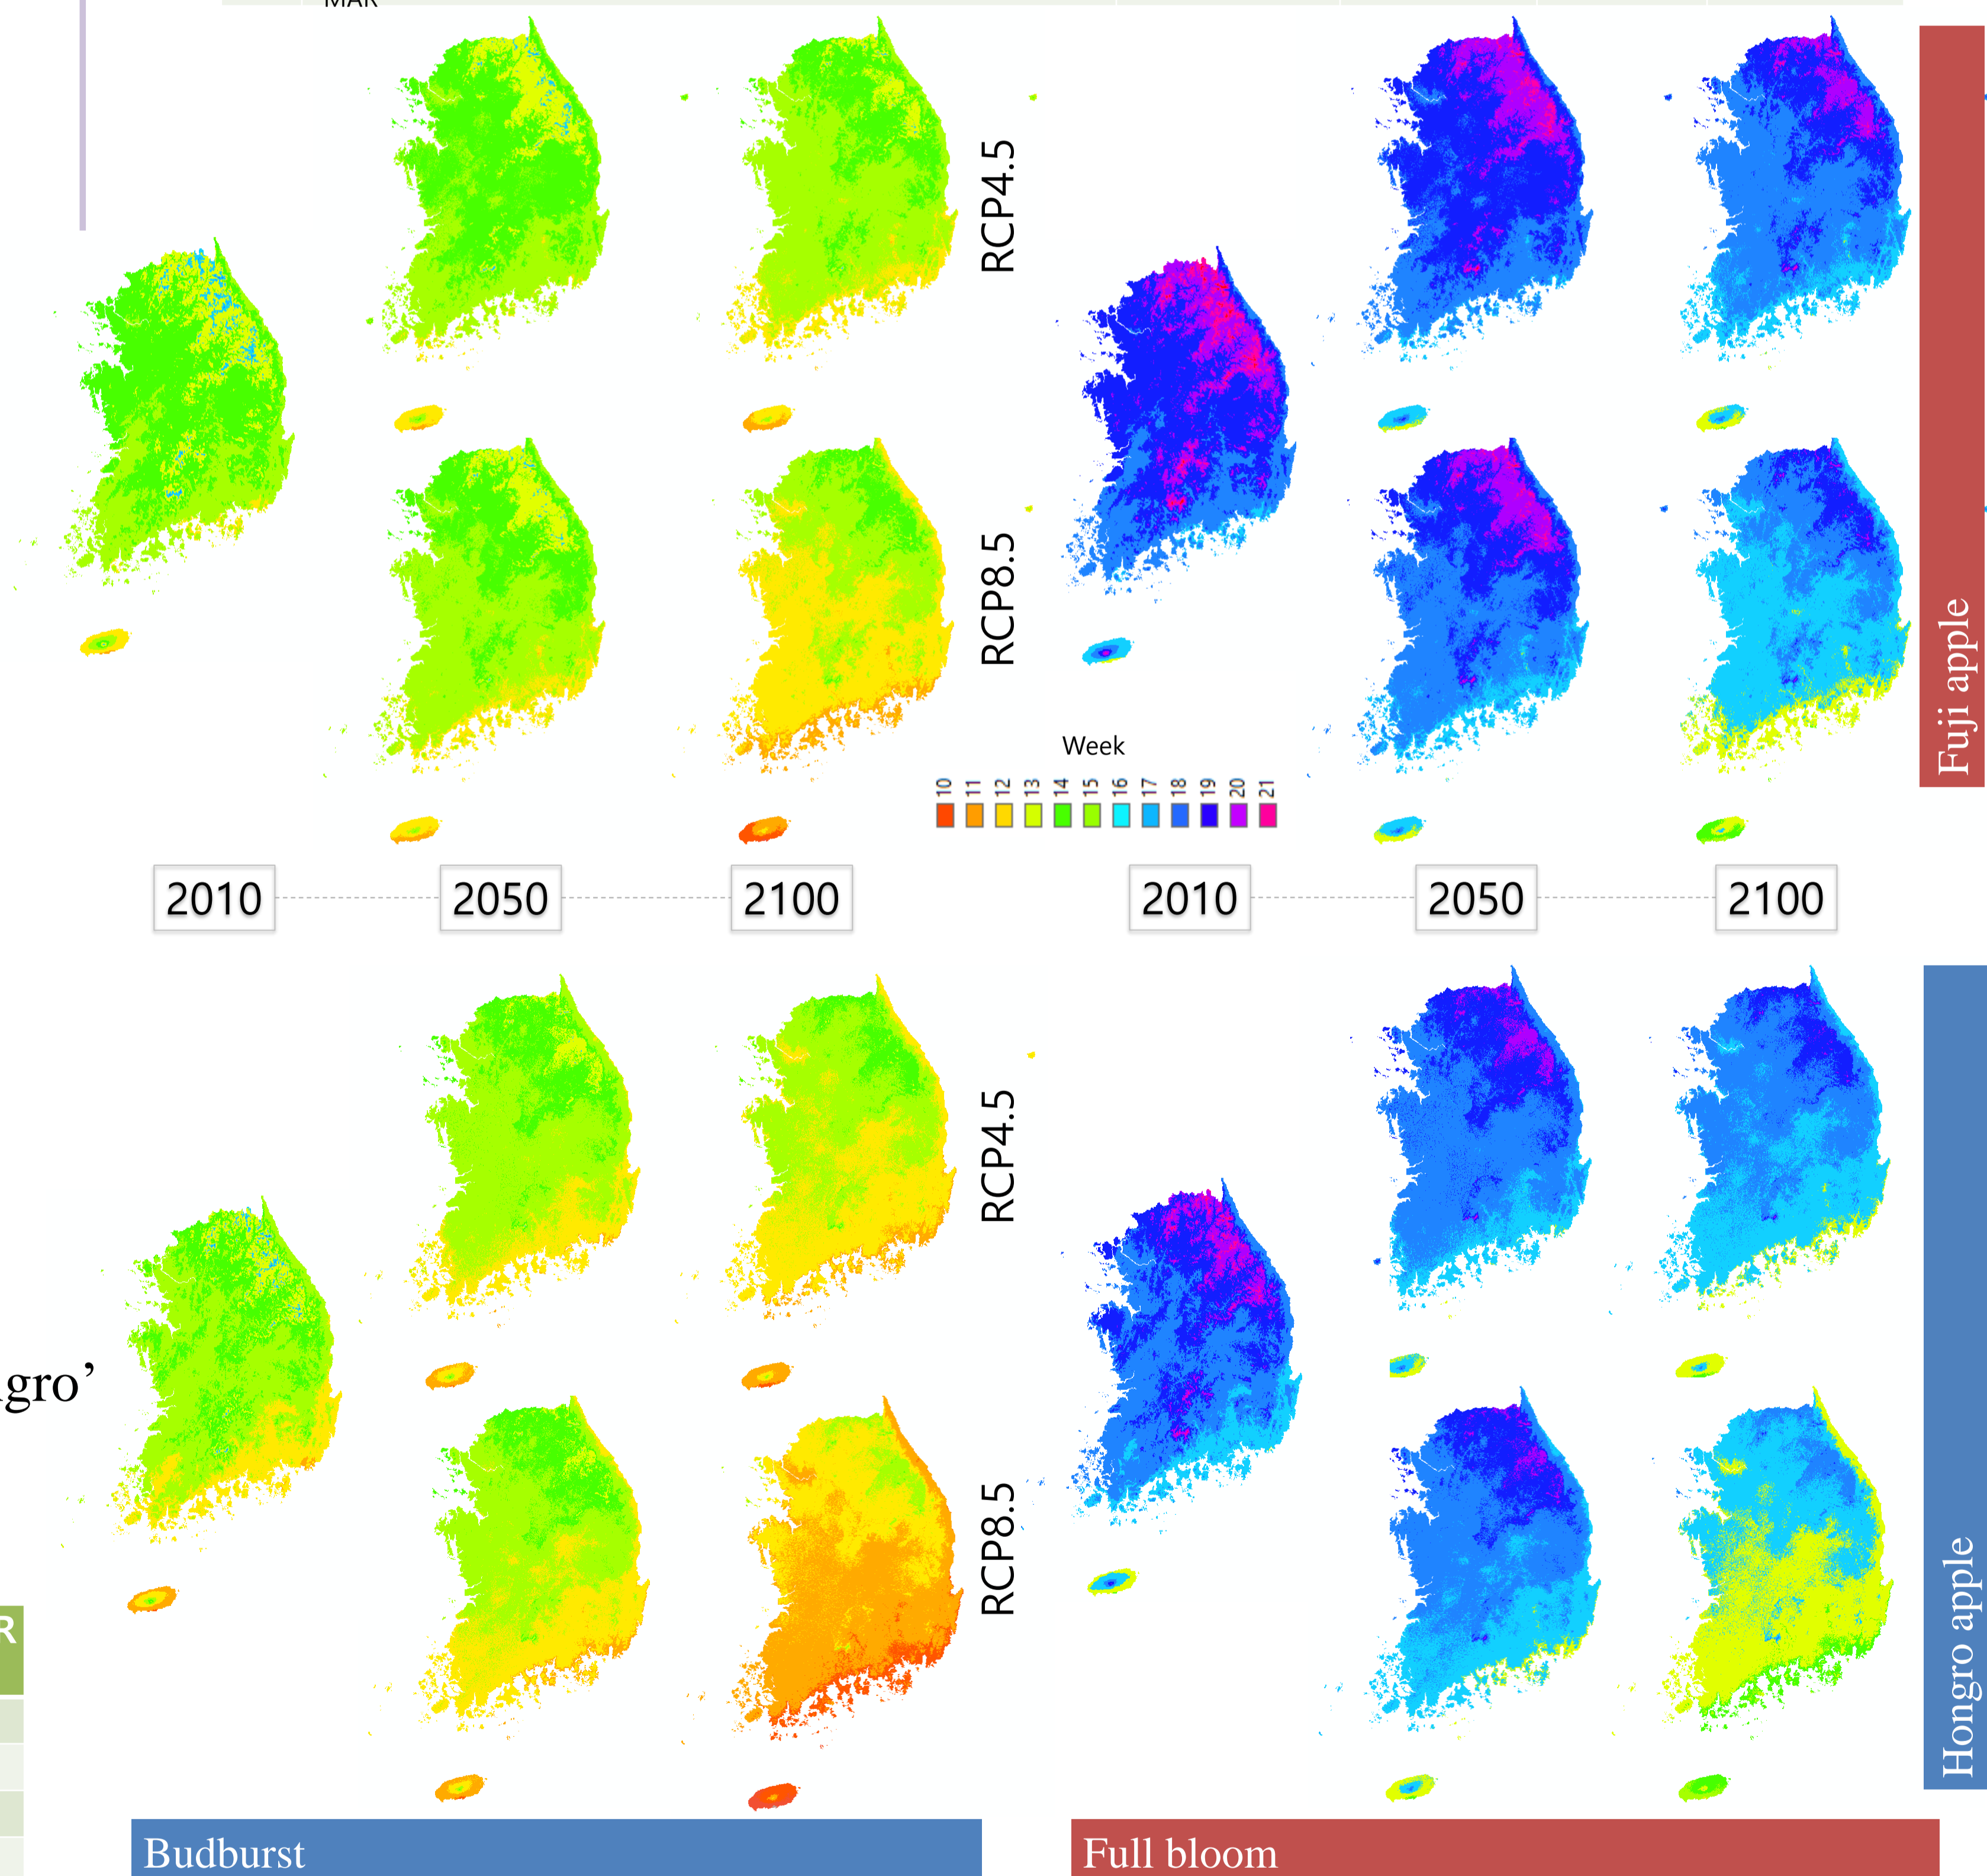 MAR
RCP4.5
RCP8.5
Fuji apple
Week
10 11 12 13 14 15 16 17 18 19 20 21
2010 2050 2100 2010 2050 2100
RCP4.5
gro’
RCP8.5
Hongro apple
R
Budburst Full bloom